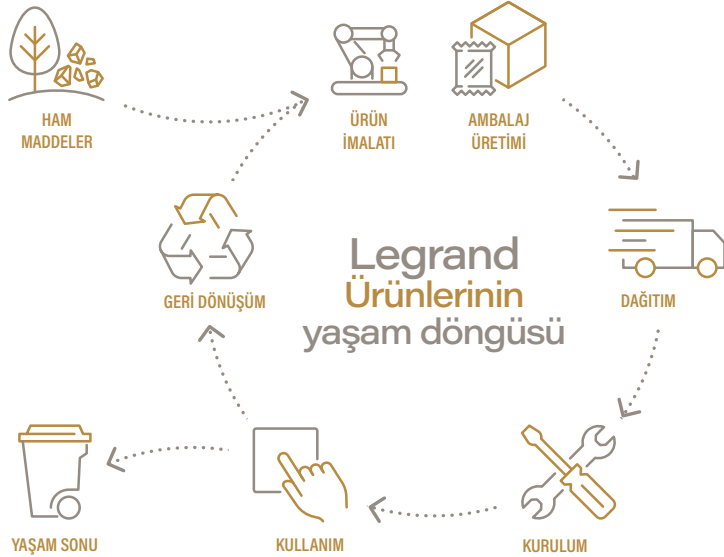 HAM
MADDELER
ÜRÜN
İMALATI
AMBALAJ
ÜRETİMİ
DAĞITIM
GERİ DÖNÜŞÜM
Legrand
Ürünlerinin
yaşam döngüsü
YAŞAM SONU
KULLANIM
KURULUM